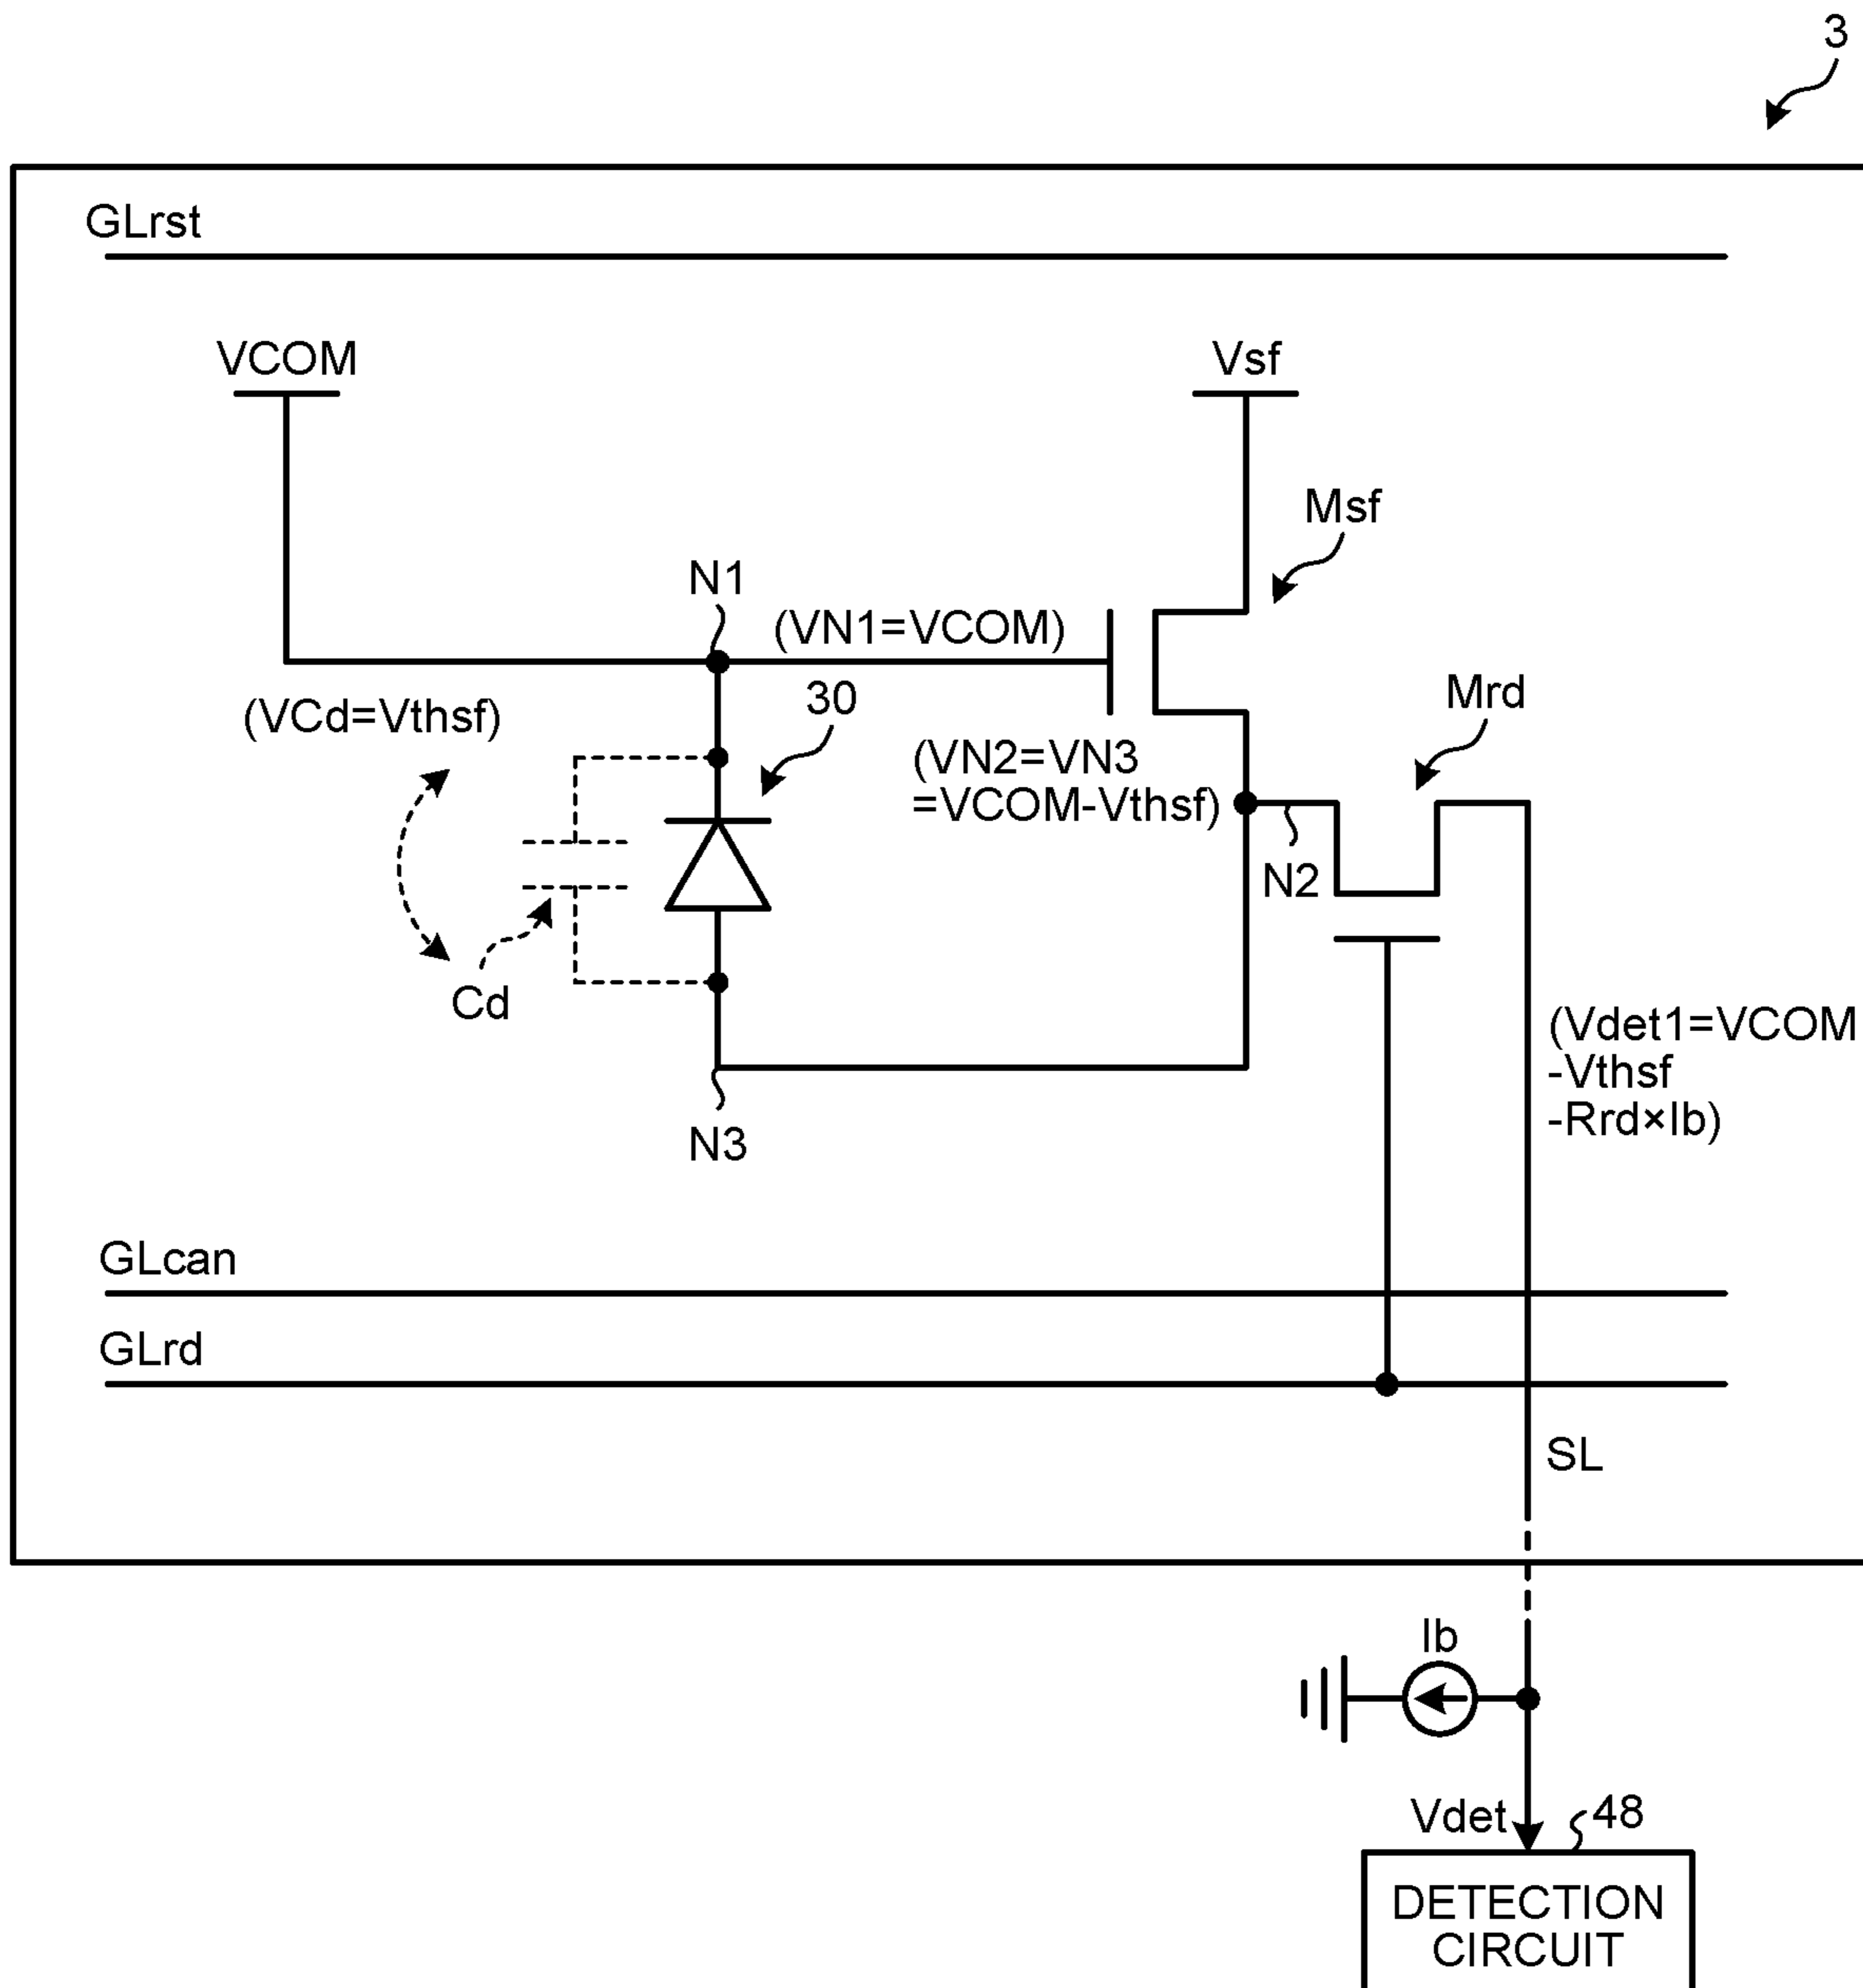 3
GLrst
VCOM
Vsf
Msf
N1
(VN1=VCOM)
30
Mrd
(VCd=Vthsf)
(VN2=VN3
=VCOM-Vthsf)
N2
Cd
(Vdet1=VCOM
-Vthsf
-Rrd×Ib)
N3
GLcan
GLrd
SL
Ib
Vdet
48
DETECTION
CIRCUIT